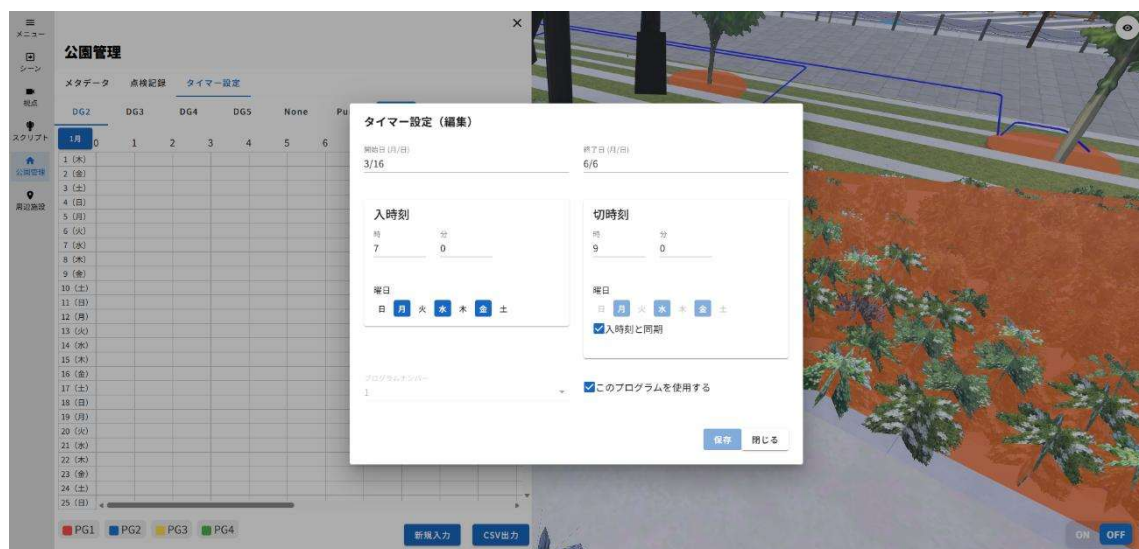 メニュー
シーン
視点
スクリプト
公園管理
周辺施設
×
公園管理
メタデータ 点検記録 タイマー設定
DG2 DG3 DG4 DG5 None Pu
1月 0 1 2 3 4 5 6
1 (木)
2 (金)
3 (土)
4 (日)
5 (月)
6 (火)
7 (水)
8 (木)
9 (金)
10 (土)
11 (日)
12 (月)
13 (火)
14 (水)
15 (木)
16 (金)
17 (土)
18 (日)
19 (月)
20 (火)
21 (水)
22 (木)
23 (金)
24 (土)
25 (日)
PG1 PG2 PG3 PG4
新規入力 CSV出力
タイマー設定（編集）
開始日 (月/日) 終了日 (月/日)
3/16 6/6
入時刻
時 分
7 0
曜日
日 月 火 水 木 金 土
切時刻
時 分
9 0
曜日
日 月 火 水 木 金 土
入時刻と同期
プログラムナンバー
1
このプログラムを使用する
保存 閉じる
ON OFF